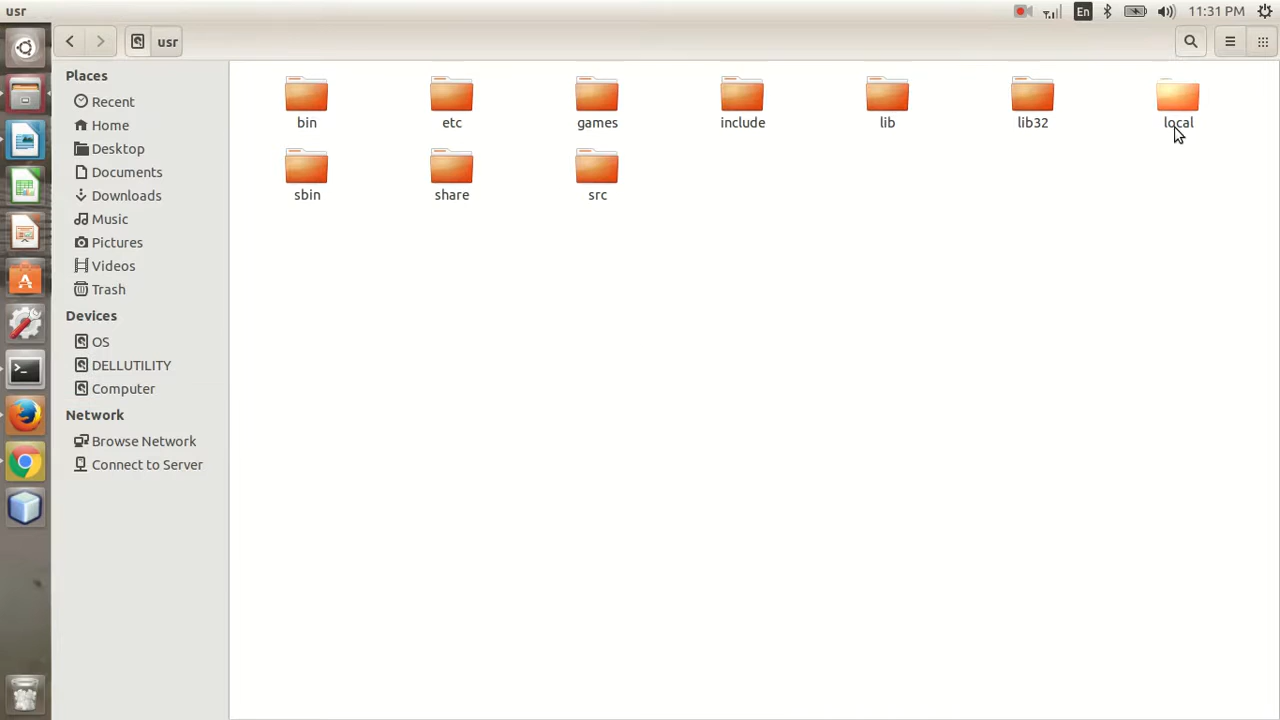 usr
En
11:31 PM
usr
Places
Recent
Home
Desktop
Documents
Downloads
Music
Pictures
Videos
Trash
Devices
OS
DELLUTILITY
Computer
Network
Browse Network
Connect to Server
bin etc games include lib lib32 local
sbin share src